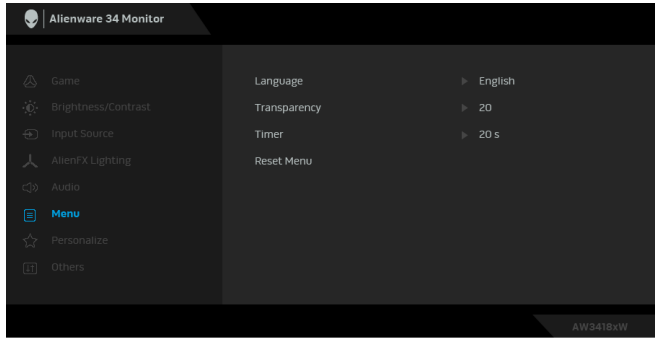 Alienware 34 Monitor
Game
Language English
Brightness/Contrast
Transparency 20
Input Source
Timer 20 s
AlienFX Lighting
Reset Menu
Audio
Menu
Personalize
Others
AW3418xW